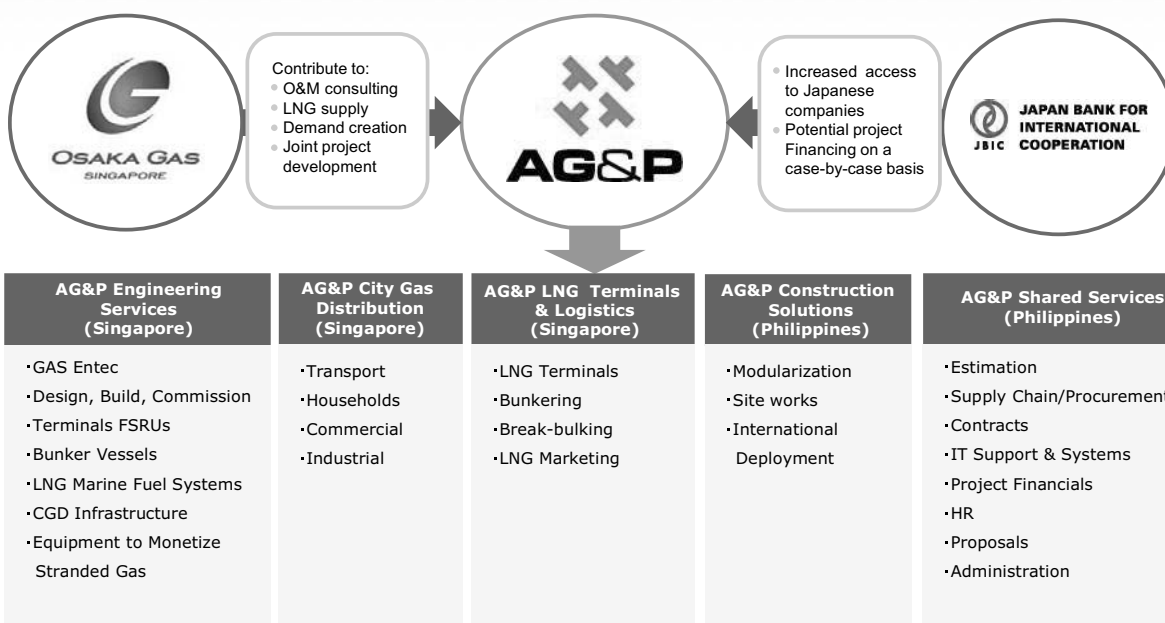 OSAKA GAS
SINGAPORE
Contribute to:
O&M consulting
LNG supply
Demand creation
Joint project
development
AG&P
Increased access
to Japanese
companies
Potential project
Financing on a
case-by-case basis
JBIC
JAPAN BANK FOR
INTERNATIONAL
COOPERATION
AG&P Engineering
Services
(Singapore)
·GAS Entec
·Design, Build, Commission
·Terminals FSRUs
·Bunker Vessels
·LNG Marine Fuel Systems
·CGD Infrastructure
·Equipment to Monetize
Stranded Gas
AG&P City Gas
Distribution
(Singapore)
·Transport
·Households
·Commercial
·Industrial
AG&P LNG Terminals
& Logistics
(Singapore)
·LNG Terminals
·Bunkering
·Break-bulking
·LNG Marketing
AG&P Construction
Solutions
(Philippines)
·Modularization
·Site works
·International
Deployment
AG&P Shared Services
(Philippines)
·Estimation
·Supply Chain/Procurement
·Contracts
·IT Support & Systems
·Project Financials
·HR
·Proposals
·Administration